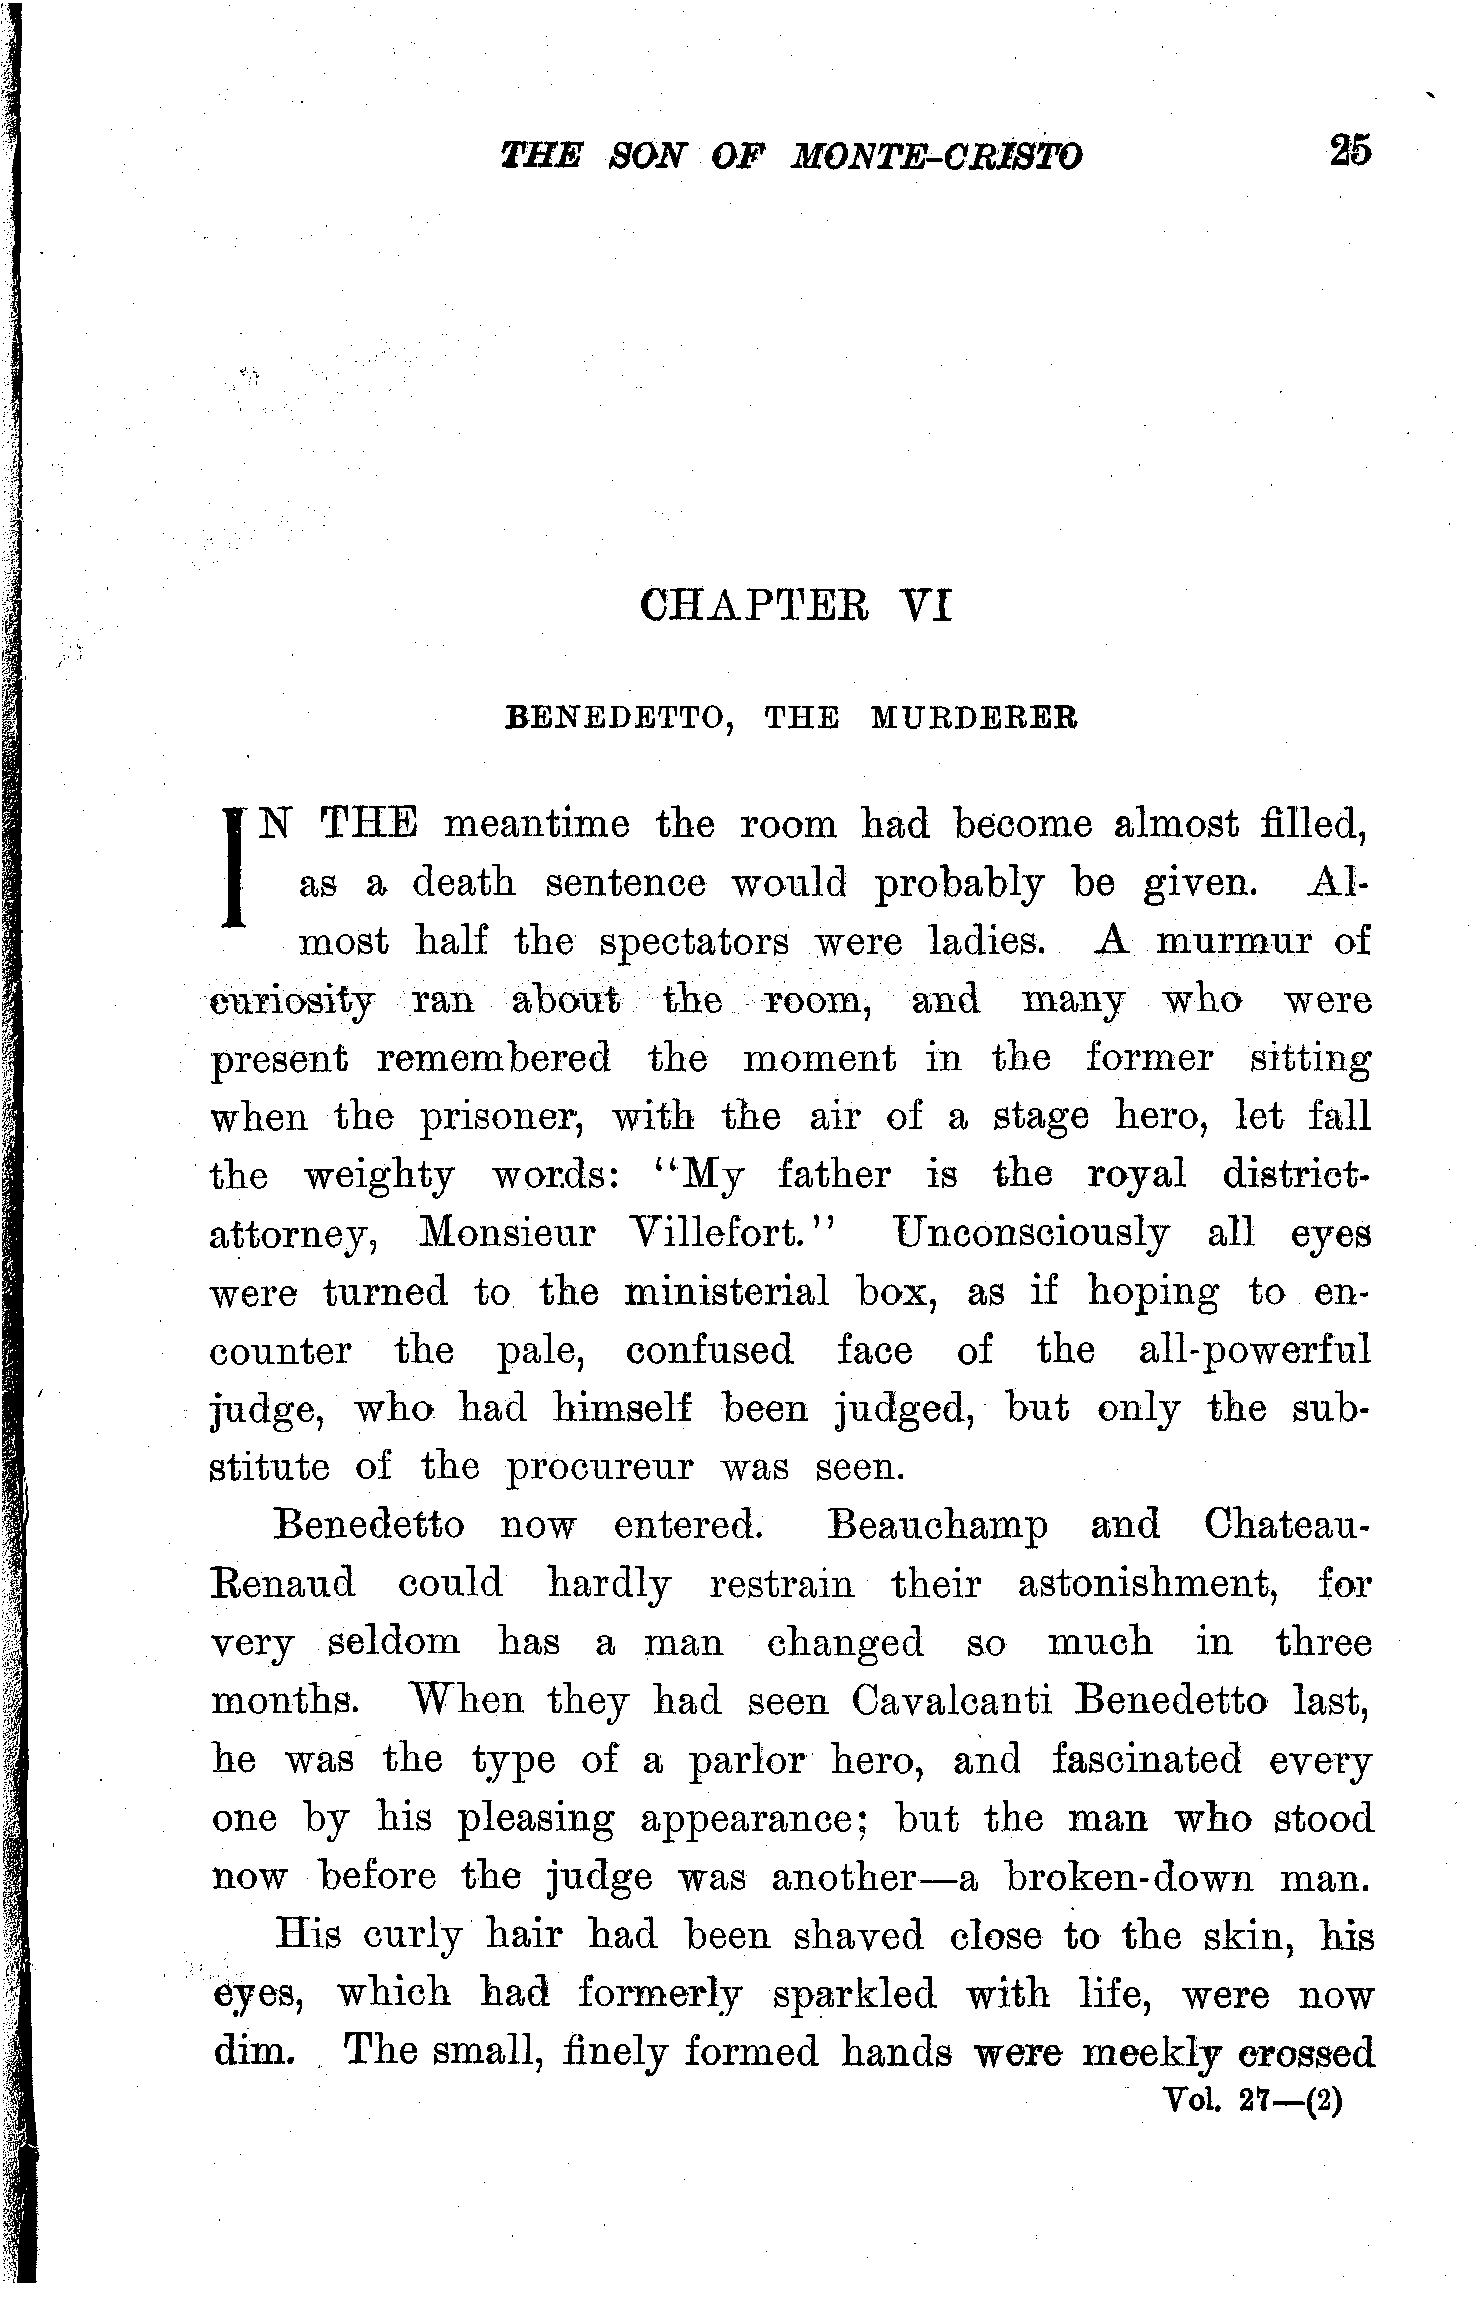 THE SON OF MONTE-CRISTO 25
CHAPTER VI
BENEDETTO, THE MURDERER
IN THE meantime the room had become almost filled,
as a death sentence would probably be given. Al-
most half the spectators were ladies. A murmur of
curiosity ran about the room, and many who were
present remembered the moment in the former sitting
when the prisoner, with the air of a stage hero, let fall
the weighty words: "My father is the royal district-
attorney, Monsieur Villefort." Unconsciously all eyes
were turned to the ministerial box, as if hoping to en-
counter the pale, confused face of the all-powerful
judge, who had himself been judged, but only the sub-
stitute of the procureur was seen.
Benedetto now entered. Beauchamp and Chateau-
Renaud could hardly restrain their astonishment, for
very seldom has a man changed so much in three
months. When they had seen Cavalcanti Benedetto last,
he was the type of a parlor hero, and fascinated every
one by his pleasing appearance; but the man who stood
now before the judge was another—a broken-down man.
His curly hair had been shaved close to the skin, his
eyes, which had formerly sparkled with life, were now
dim. The small, finely formed hands were meekly crossed
Vol. 27—(2)